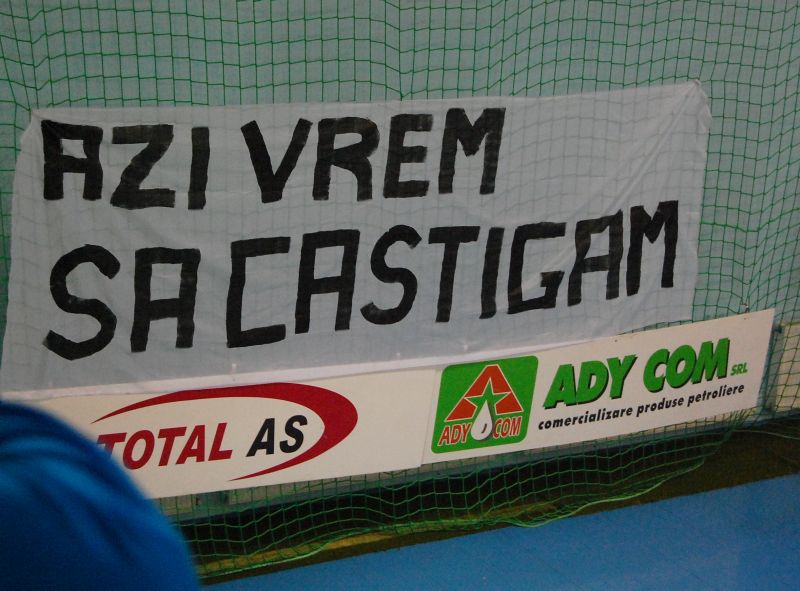 AZI VREM
SA CASTIGAM
TOTAL AS
ADY COM
ADY COM SRL
comercializare produse petroliere